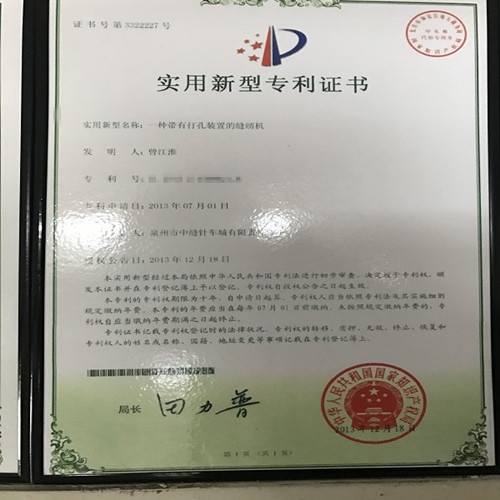 证书号第3322227号
实用新型专利证书
实用新型名称：一种带有打孔装置的缝纫机
发 明 人：曾江淮
专 利 号：
专利申请日：2013年07月01日
专利权人：泉州市中缝针车城有限
授权公告日：2013年12月18日
本实用新型经过本局依照中华人民共和国专利法进行初步审查，决定授予专利权，颁
发本证书并在专利登记簿上予以登记。专利权自授权公告之日起生效。
本专利的专利权期限为十年，自申请日起算。专利权人应当依照专利法及其实施细则
规定缴纳年费。本专利的年费应当在每年07月01日前缴纳。未按照规定缴纳年费的，专
利权自应当缴纳年费期满之日起终止。
专利证书记载专利权登记时的法律状况。专利权的转移、质押、无效、终止、恢复和
专利权人的姓名或名称、国籍、地址变更等事项记载在专利登记簿上。
局长
田力普
中华人民共和国国家知识产权局
2013年12月18日
第1页（共1页）